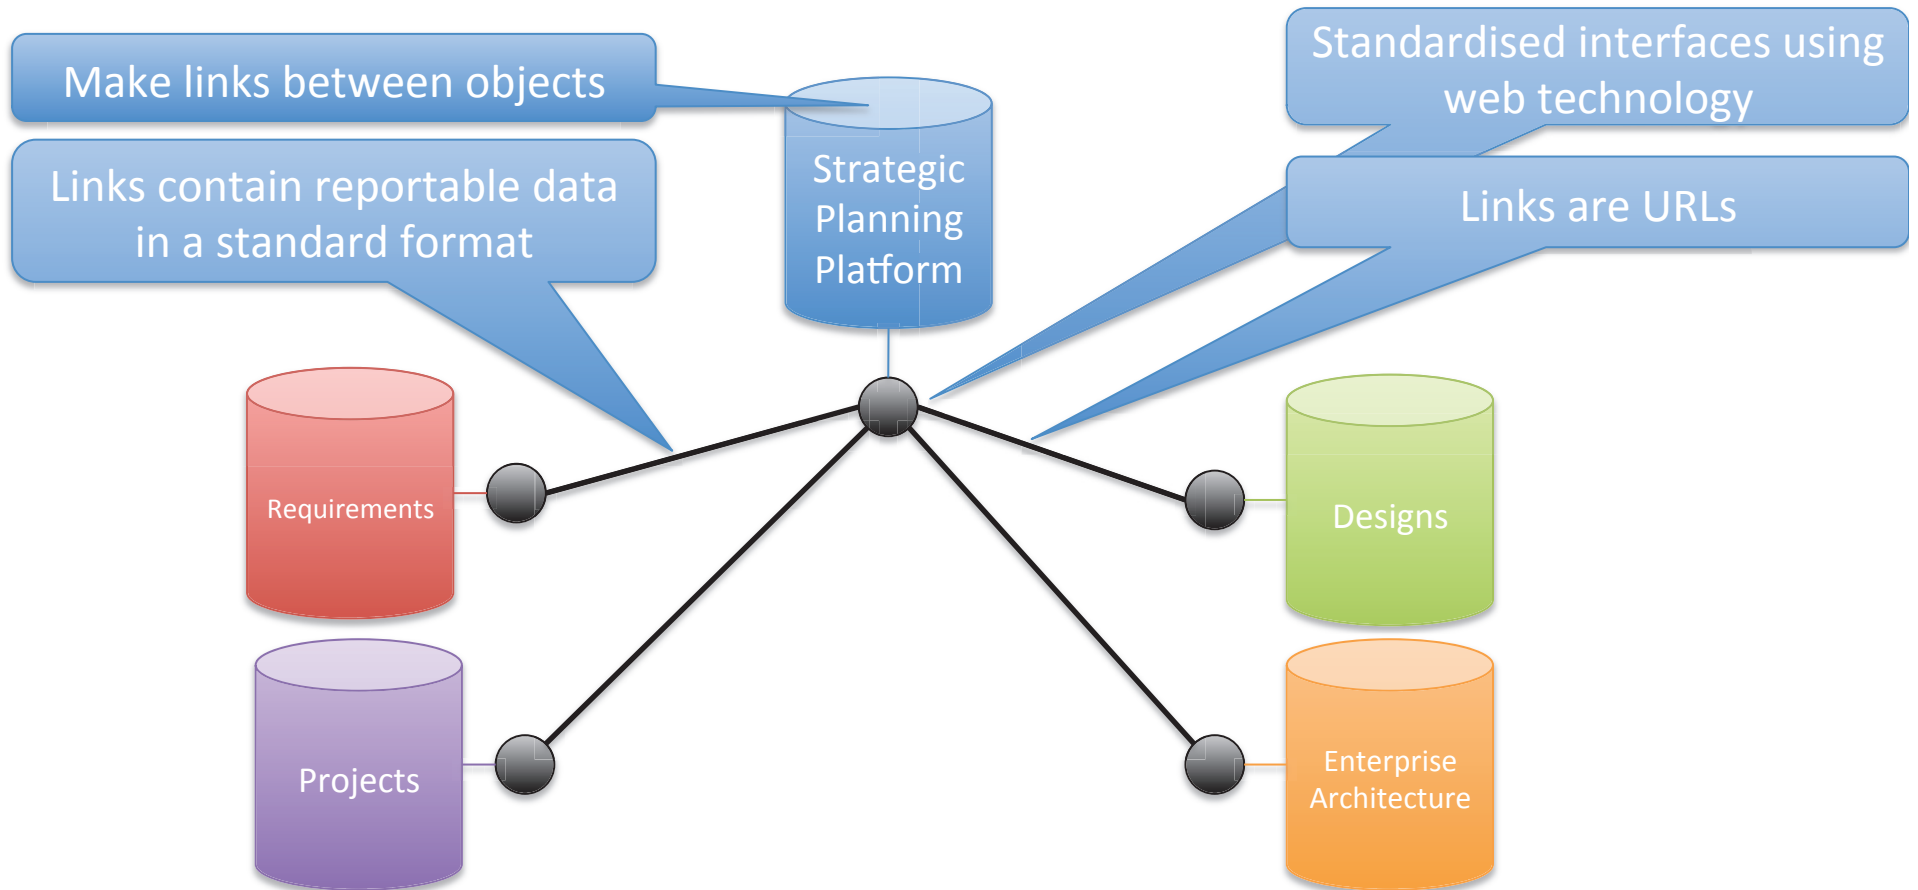 Make links between objects
Links contain reportable data
in a standard format
Strategic
Planning
Platform
Standardised interfaces using
web technology
Links are URLs
Requirements
Designs
Projects
Enterprise
Architecture